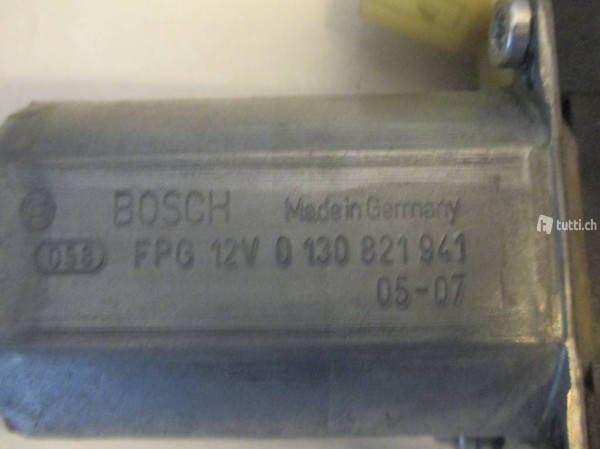 BOSCH Made in Germany
058 FPG 12V 0 130 821 941
05-07
tutti.ch